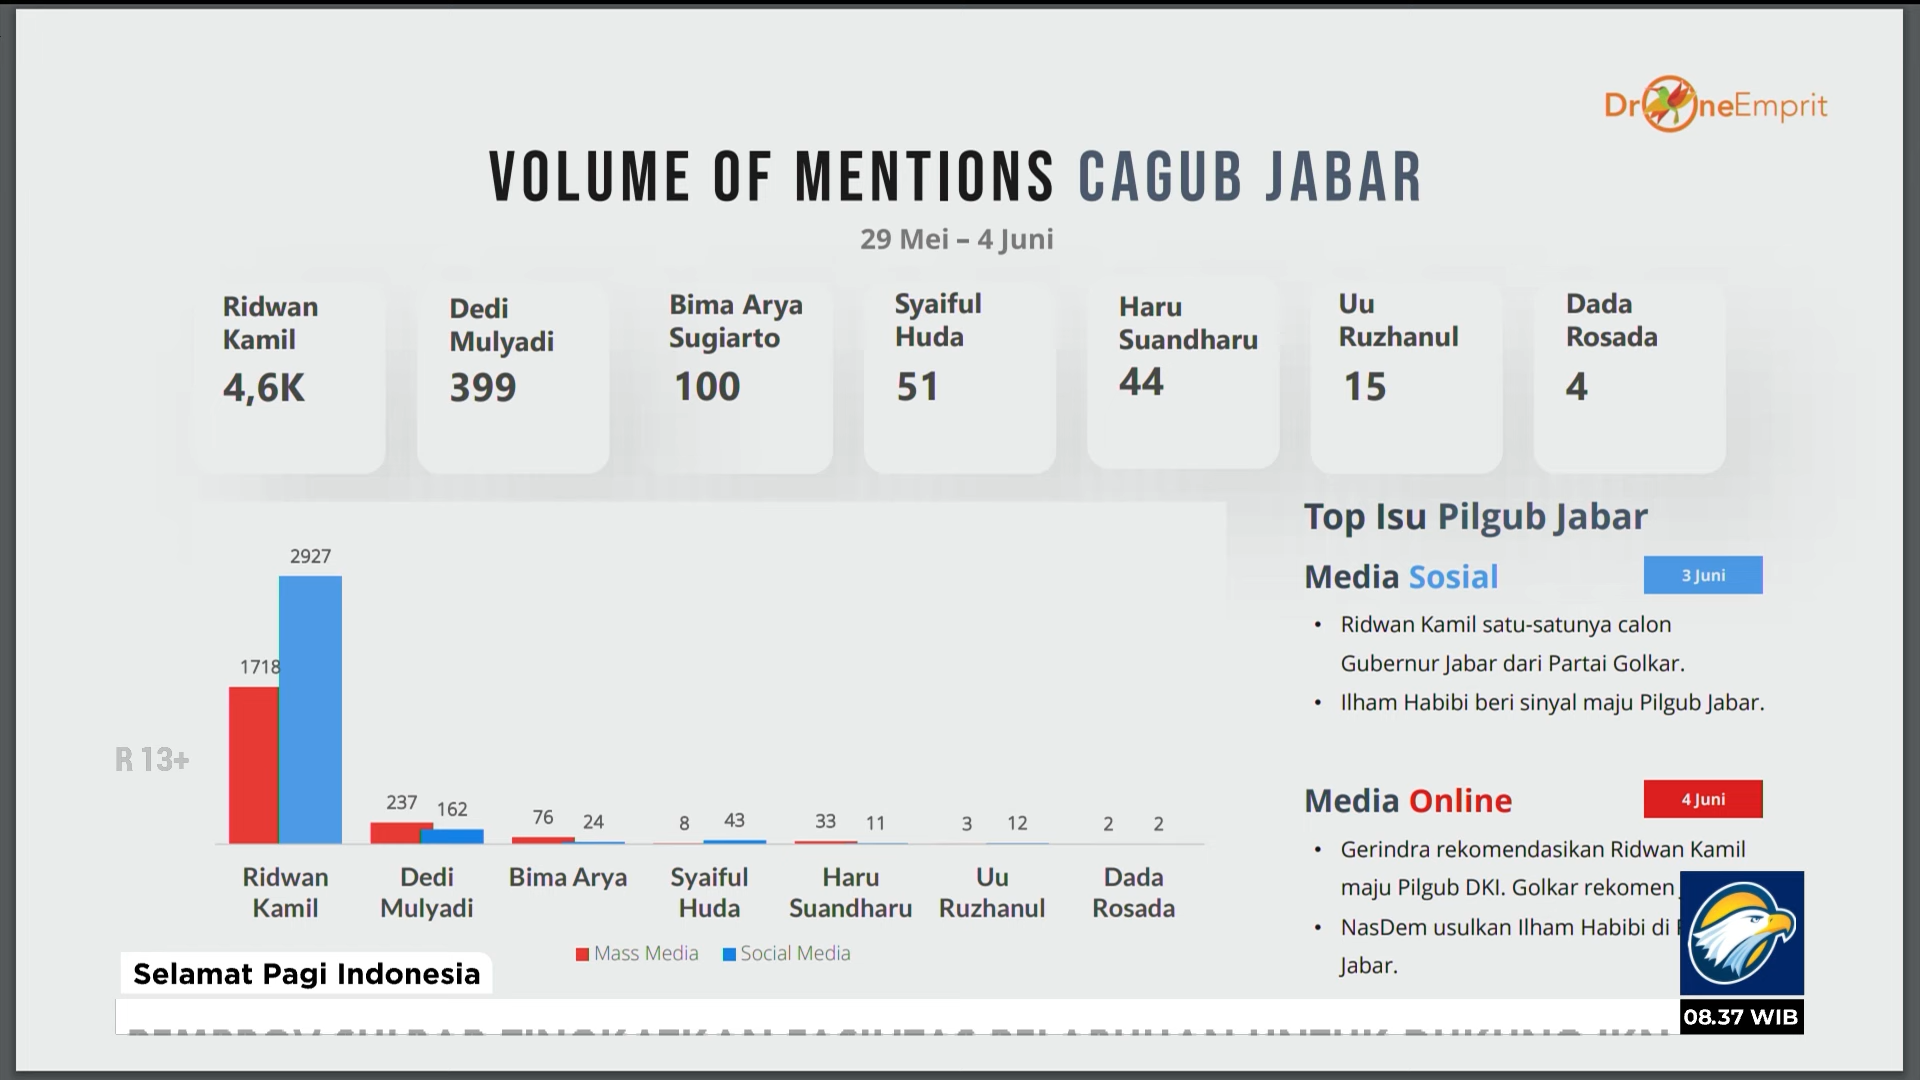 DroneEmprit
VOLUME OF MENTIONS CAGUB JABAR
29 Mei – 4 Juni
Ridwan
Kamil
4,6K
Dedi
Mulyadi
399
Bima Arya
Sugiarto
100
Syaiful
Huda
51
Haru
Suandharu
44
Uu
Ruzhanul
15
Dada
Rosada
4
2927
1718
237
162
76
24
8
43
33
11
3
12
2
2
Ridwan
Kamil
Dedi
Mulyadi
Bima Arya
Syaiful
Huda
Haru
Suandharu
Uu
Ruzhanul
Dada
Rosada
Mass Media
Social Media
Top Isu Pilgub Jabar
Media Sosial
3 Juni
• Ridwan Kamil satu-satunya calon
Gubernur Jabar dari Partai Golkar.
• Ilham Habibi beri sinyal maju Pilgub Jabar.
Media Online
4 Juni
• Gerindra rekomendasikan Ridwan Kamil
maju Pilgub DKI. Golkar rekomen
• NasDem usulkan Ilham Habibi di
Jabar.
R 13+
Selamat Pagi Indonesia
08.37 WIB